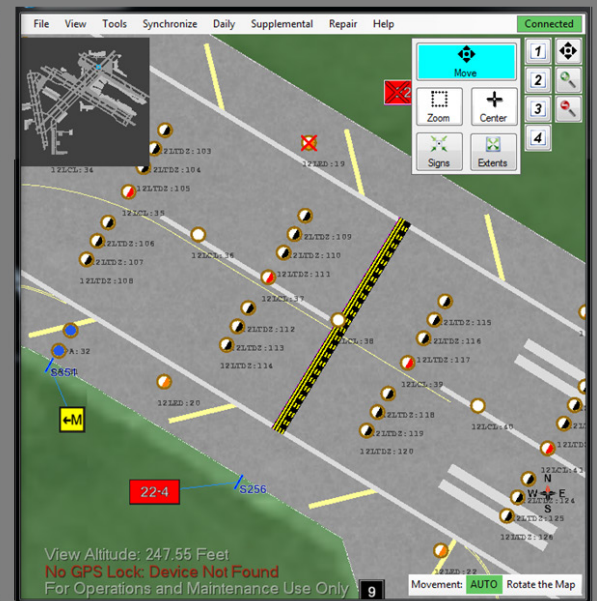 File View Tools Synchronize Daily Supplemental Repair Help Connected
Move
1
2
Zoom
Center
3
Signs
Extents
4
12LTDZ:103
12LTDZ:104
12LCL:34
12LTDZ:105
12LCL:35
12LTDZ:106
12LTDZ:107
12LTDZ:108
12LED:19
12LTDZ:109
12LTDZ:110
12LCL:36
12LTDZ:111
12LCL:37
12LTDZ:112
12LTDZ:113
12LTDZ:114
12LTDZ:115
12LCL:38
12LTDZ:116
12LTDZ:117
12LCL:39
A:32
12LED:20
12LTDZ:118
12LTDZ:119
12LTDZ:120
12LCL:40
←M
22-4
S256
12LCL:41
N
W E
S
12LTDZ:124
12LTDZ:125
12LTDZ:126
12LED:22
View Altitude: 247.55 Feet
No GPS Lock: Device Not Found
For Operations and Maintenance Use Only
9
Movement: AUTO Rotate the Map